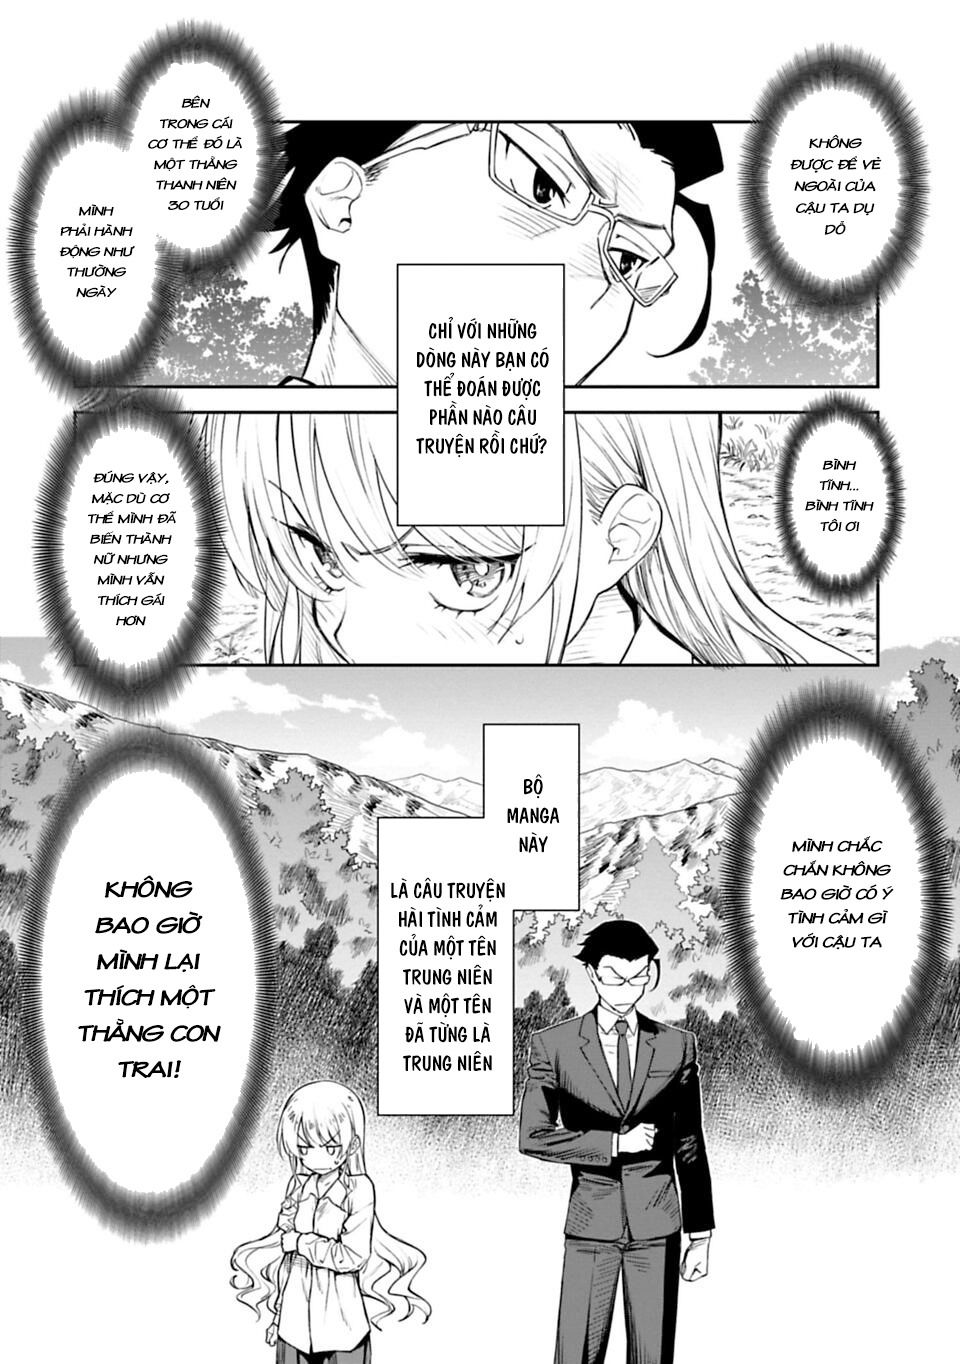 KHÔNG
ĐƯỢC ĐỂ VẺ
NGOÀI CỦA
CẬU TA DỤ
DỖ
BÊN
TRONG CÁI
CƠ THỂ ĐÓ LÀ
MỘT THẰNG
THANH NIÊN
30 TUỔI
MÌNH
PHẢI HÀNH
ĐỘNG NHƯ
THƯỜNG
NGÀY
CHỈ VỚI NHỮNG
DÒNG NÀY BẠN CÓ
THỂ ĐOÁN ĐƯỢC
PHẦN NÀO CÂU
TRUYỆN RỒI CHỨ?
BÌNH
TĨNH...
BÌNH TĨNH
TÔI ƠI
ĐÚNG VẬY,
MẶC DÙ CƠ
THỂ MÌNH ĐÃ
BIẾN THÀNH
NỮ NHƯNG
MÌNH VẪN
THÍCH GÁI
HƠN
BỘ
MANGA
NÀY
LÀ CÂU TRUYỆN
HÀI TÌNH CẢM
CỦA MỘT TÊN
TRUNG NIÊN
VÀ MỘT TÊN
ĐÃ TỪNG LÀ
TRUNG NIÊN
MÌNH CHẮC
CHẮN KHÔNG
BAO GIỜ CÓ Ý
TÌNH CẢM GÌ
VỚI CẬU TA
KHÔNG
BAO GIỜ
MÌNH LẠI
THÍCH MỘT
THẰNG CON
TRAI!